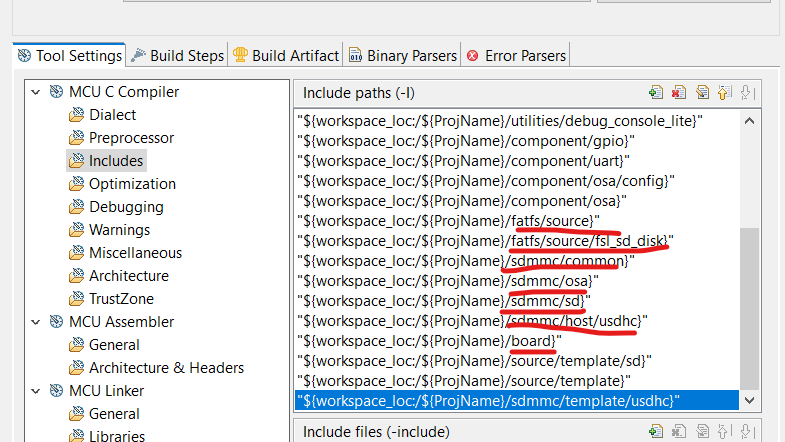 Tool Settings Build Steps Build Artifact Binary Parsers Error Parsers
MCU C Compiler
Dialect
Preprocessor
Includes
Optimization
Debugging
Warnings
Miscellaneous
Architecture
TrustZone
MCU Assembler
General
Architecture & Headers
MCU Linker
General
Libraries
Include paths (-I)
"${workspace_loc:/${ProjName}/utilities/debug_console_lite}"
"${workspace_loc:/${ProjName}/component/gpio}"
"${workspace_loc:/${ProjName}/component/uart}"
"${workspace_loc:/${ProjName}/component/osa/config}"
"${workspace_loc:/${ProjName}/component/osa}"
"${workspace_loc:/${ProjName}/fatfs/source}"
"${workspace_loc:/${ProjName}/fatfs/source/fsl_sd_disk}"
"${workspace_loc:/${ProjName}/sdmmc/common}"
"${workspace_loc:/${ProjName}/sdmmc/osa}"
"${workspace_loc:/${ProjName}/sdmmc/sd}"
"${workspace_loc:/${ProjName}/sdmmc/host/usdhc}"
"${workspace_loc:/${ProjName}/board}"
"${workspace_loc:/${ProjName}/source/template/sd}"
"${workspace_loc:/${ProjName}/source/template}"
"${workspace_loc:/${ProjName}/sdmmc/template/usdhc}"
Include files (-include)